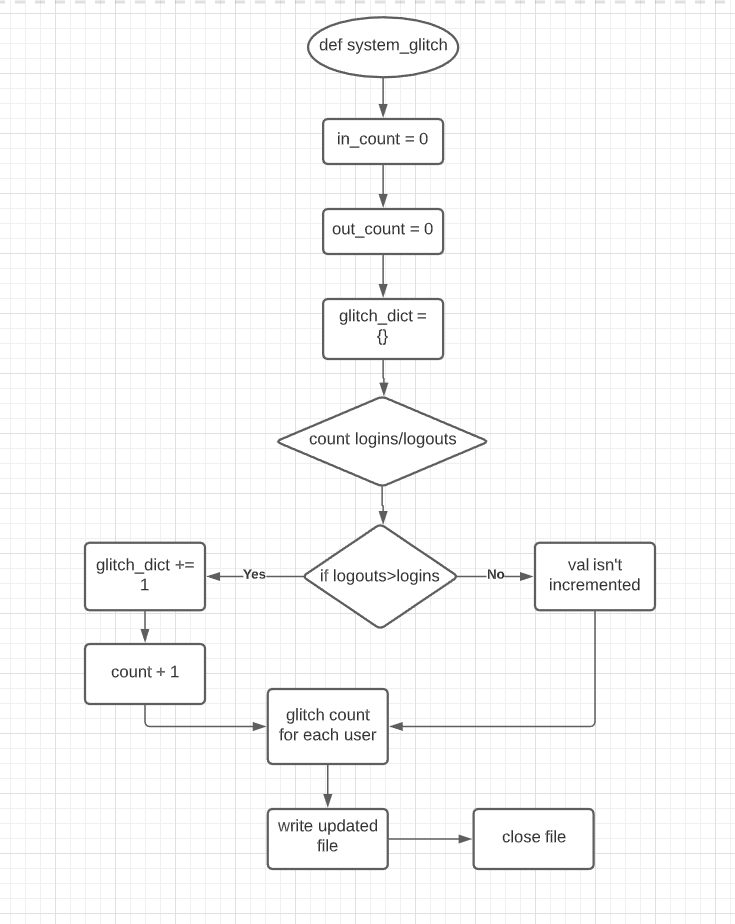 def system_glitch
in_count = 0
out_count = 0
glitch_dict =
{}
count logins/logouts
if logouts>logins
Yes
No
glitch_dict +=
1
val isn't
incremented
count + 1
glitch count
for each user
write updated
file
close file